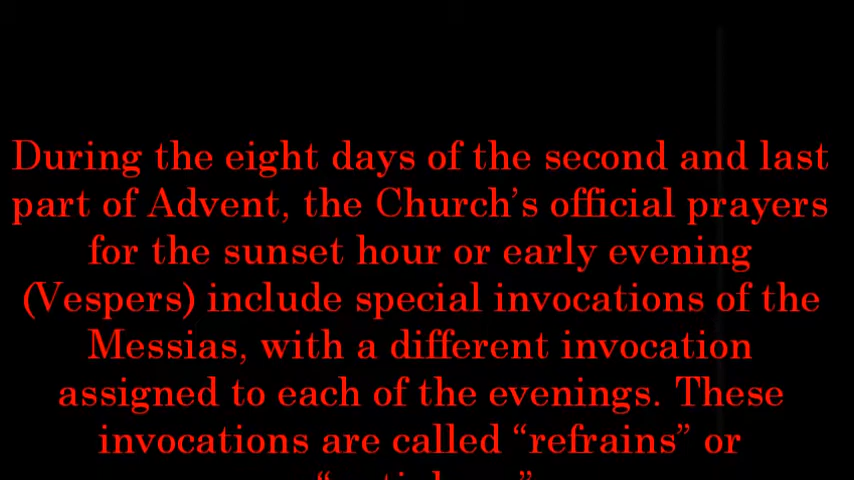 During the eight days of the second and last
part of Advent, the Church’s official prayers
for the sunset hour or early evening
(Vespers) include special invocations of the
Messias, with a different invocation
assigned to each of the evenings. These
invocations are called “refrains” or